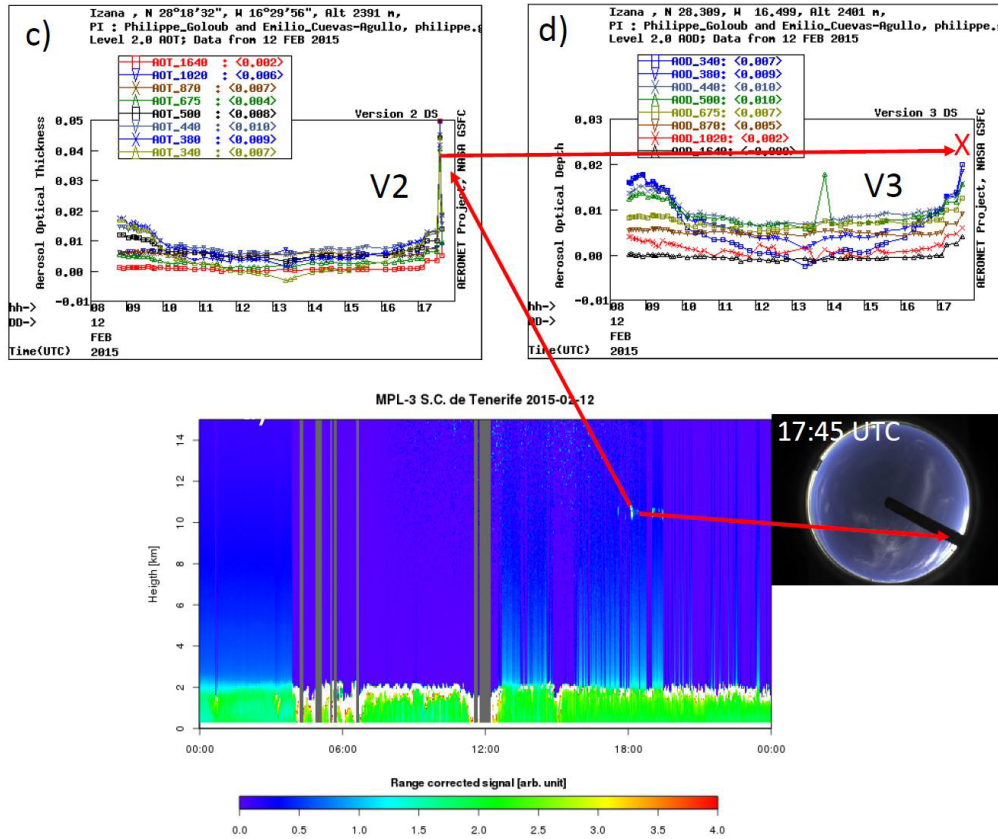 c)
Izana , N 28°18'32", W 16°29'56", Alt 2391 m,
PI : Philippe_Goloub and Emilio_Cuevas-Agullo, philippe.g
Level 2.0 AOT; Data from 12 FEB 2015
AOT_1640 : <0.002>
AOT_1020 : <0.006>
AOT_870 : <0.007>
AOT_675 : <0.004>
AOT_500 : <0.008>
AOT_440 : <0.010>
AOT_380 : <0.009>
AOT_340 : <0.007>
Version 2 DS
V2
Aerosol Optical Thickness
0.05
0.04
0.03
0.02
0.01
0.00
-0.01
AERONET Project, NASA GSFC
hh-> 08 09 10 11 12 13 14 15 16 17
DD-> 12
FEB
Time(UTC) 2015
d)
Izana , N 28.309, W 16.499, Alt 2401 m,
PI : Philippe_Goloub and Emilio_Cuevas-Agullo, philippe.g
Level 2.0 AOD; Data from 12 FEB 2015
AOD_340: <0.007>
AOD_380: <0.009>
AOD_440: <0.010>
AOD_500: <0.010>
AOD_675: <0.007>
AOD_870: <0.005>
AOD_1020: <0.002>
Version 3 DS
V3
X
Aerosol Optical Depth
0.03
0.02
0.01
0.00
-0.01
AERONET Project, NASA GSFC
hh-> 08 09 10 11 12 13 14 15 16 17
DD-> 12
FEB
Time(UTC) 2015
MPL-3 S.C. de Tenerife 2015-02-12
Heigth [km]
14
12
10
8
6
4
2
0
00:00 06:00 12:00 18:00 00:00
17:45 UTC
Range corrected signal [arb. unit]
0.0 0.5 1.0 1.5 2.0 2.5 3.0 3.5 4.0